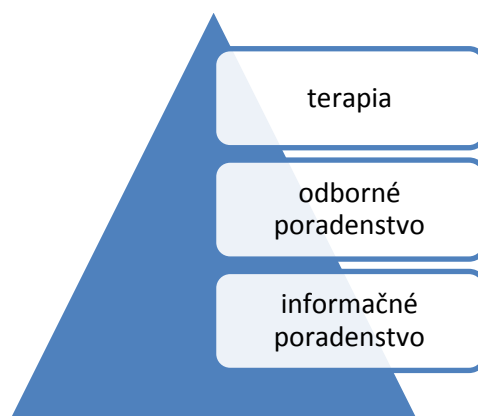 terapia
odborné
poradenstvo
informačné
poradenstvo